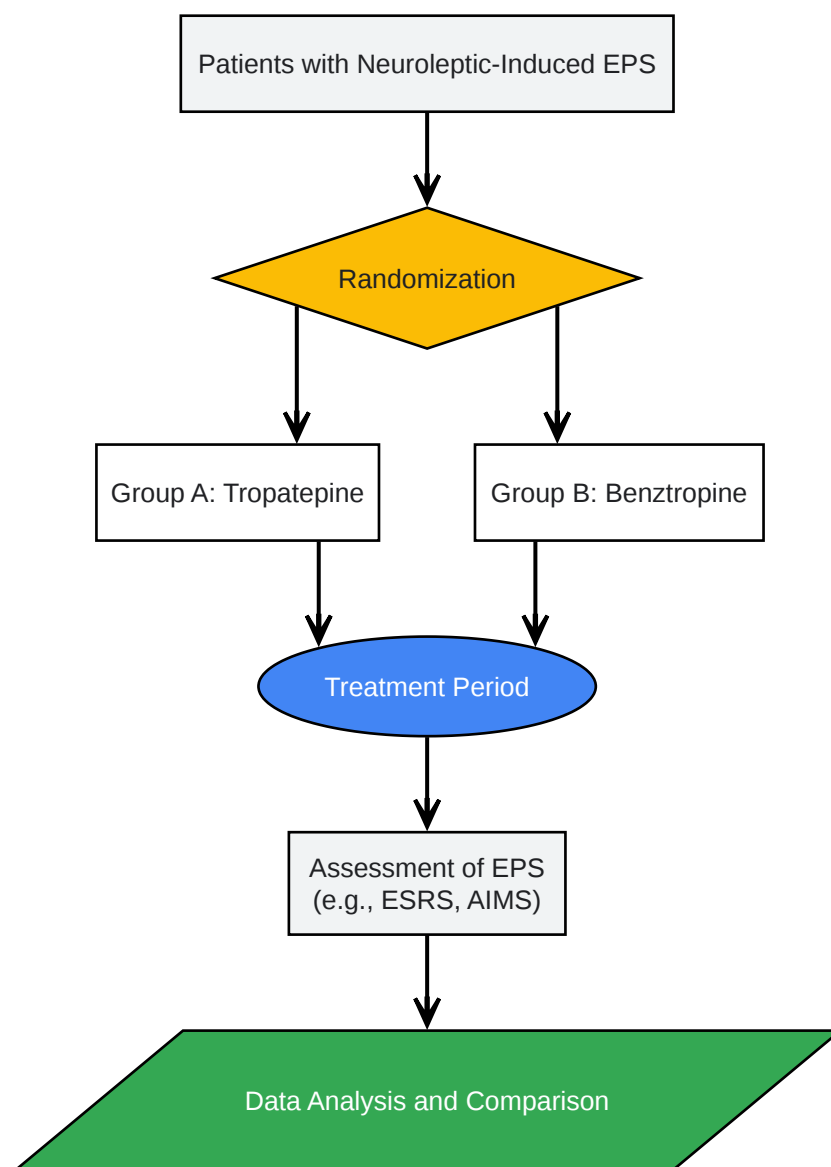 Patients with Neuroleptic-Induced EPS
Randomization
Group A: Tropatepine
Group B: Benztropine
Treatment Period
Assessment of EPS
(e.g., ESRS, AIMS)
Data Analysis and Comparison